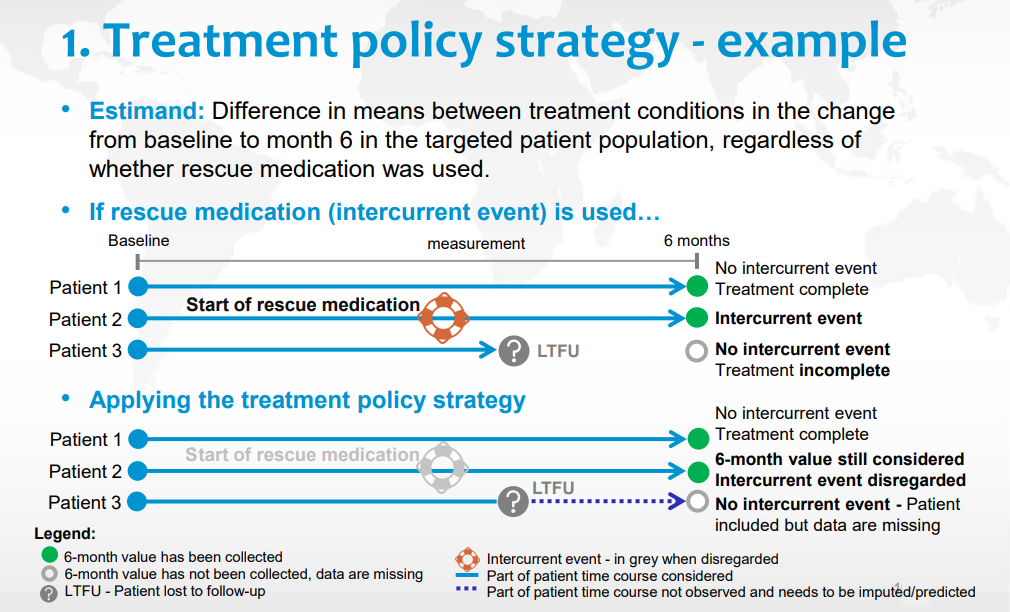 1. Treatment policy strategy - example
• Estimand: Difference in means between treatment conditions in the change
from baseline to month 6 in the targeted patient population, regardless of
whether rescue medication was used.
• If rescue medication (intercurrent event) is used…
Baseline measurement 6 months
No intercurrent event
Patient 1 Treatment complete
Start of rescue medication
Patient 2 Intercurrent event
Patient 3 ? LTFU No intercurrent event
Treatment incomplete
• Applying the treatment policy strategy
No intercurrent event
Patient 1 Treatment complete
Start of rescue medication 6-month value still considered
Patient 2 Intercurrent event disregarded
LTFU
Patient 3 ? No intercurrent event - Patient
included but data are missing
Legend:
6-month value has been collected
6-month value has not been collected, data are missing
? LTFU - Patient lost to follow-up
Intercurrent event - in grey when disregarded
Part of patient time course considered
Part of patient time course not observed and needs to be imputed/predicted
1